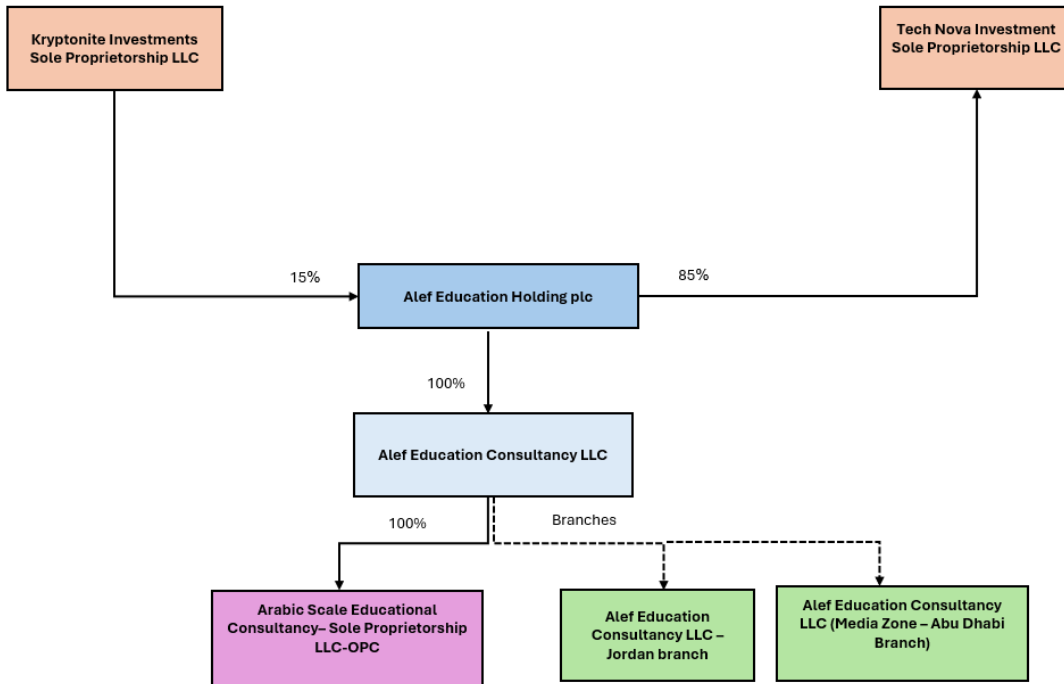 Kryptonite Investments
Sole Proprietorship LLC
Tech Nova Investment
Sole Proprietorship LLC
15%
Alef Education Holding plc
85%
100%
Alef Education Consultancy LLC
100%
Branches
Arabic Scale Educational
Consultancy– Sole Proprietorship
LLC-OPC
Alef Education
Consultancy LLC –
Jordan branch
Alef Education Consultancy
LLC (Media Zone – Abu Dhabi
Branch)